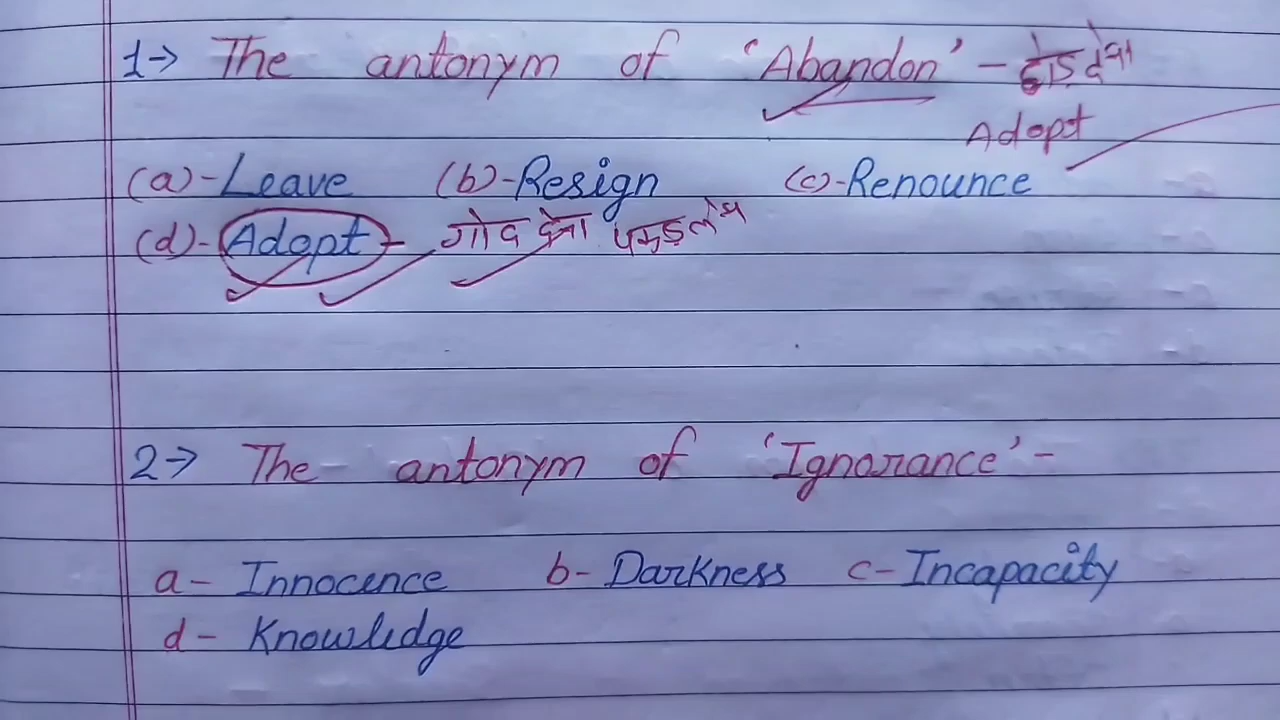 1→ The antonym of 'Abandon' - छोड़ देना
Adopt
(a)-Leave (b)-Resign (c)-Renounce
(d)-Adopt- गोद लेना पकड़ लेना
2→ The antonym of 'Ignorance'-
a- Innocence b- Darkness c- Incapacity
d- Knowledge